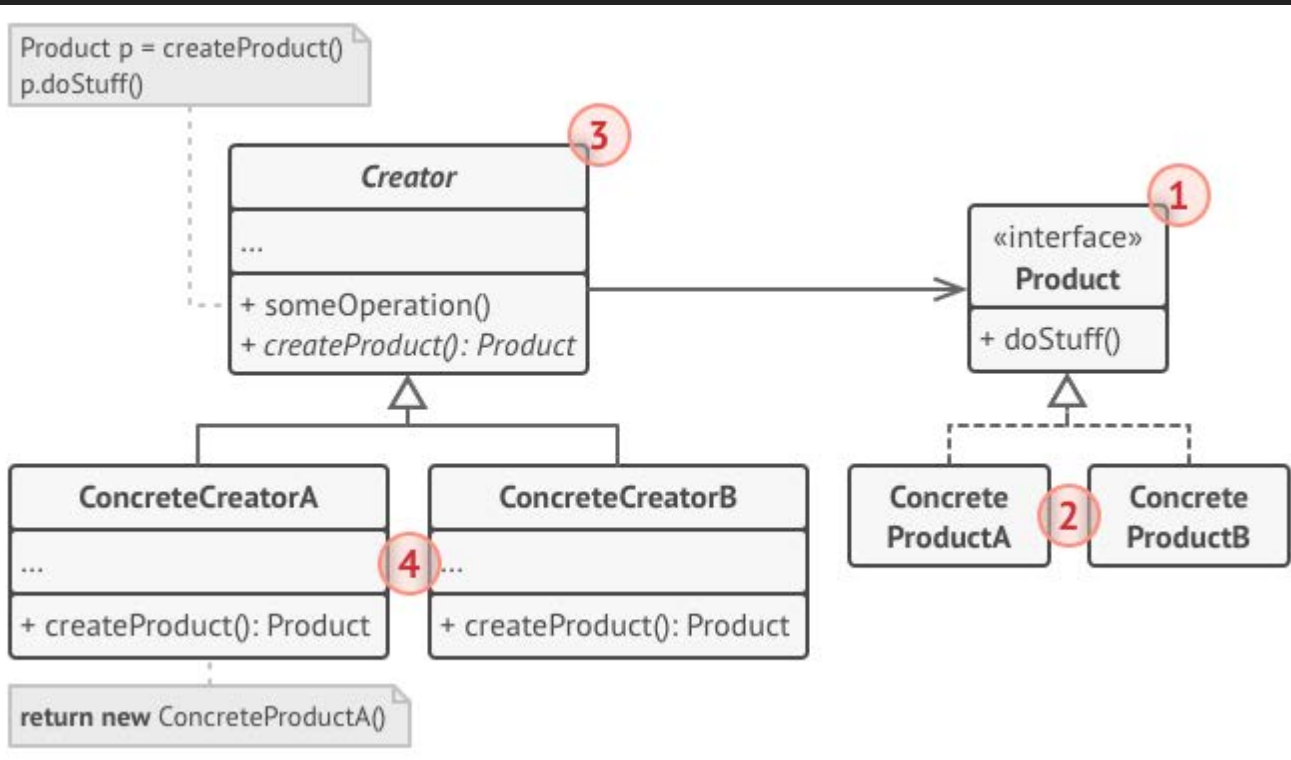 Product p = createProduct()
p.doStuff()
3
Creator
...
+ someOperation()
+ createProduct(): Product
1
«interface»
Product
+ doStuff()
ConcreteCreatorA
...
+ createProduct(): Product
4
ConcreteCreatorB
...
+ createProduct(): Product
Concrete
ProductA
2
Concrete
ProductB
return new ConcreteProductA()